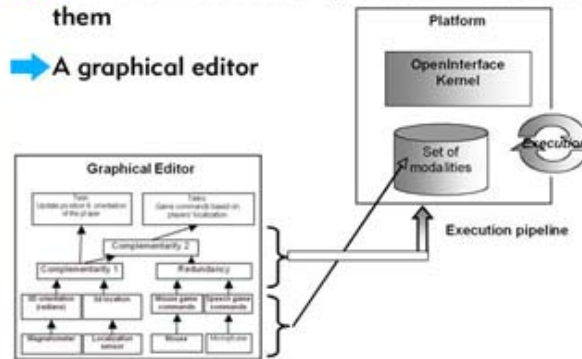 them
A graphical editor
Platform
OpenInterface
Kernel
Set of
modalities
Execution
Execution pipeline
Graphical Editor
Task
Update position & orientation
of the player
Tasks
Game commands based on
players' localization
Complementarity 2
Complementarity 1
Redundancy
3D orientation
(radians)
3d location
Mouse game
commands
Speech game
commands
Magnetometer
Localization
sensor
Mouse
Microphone